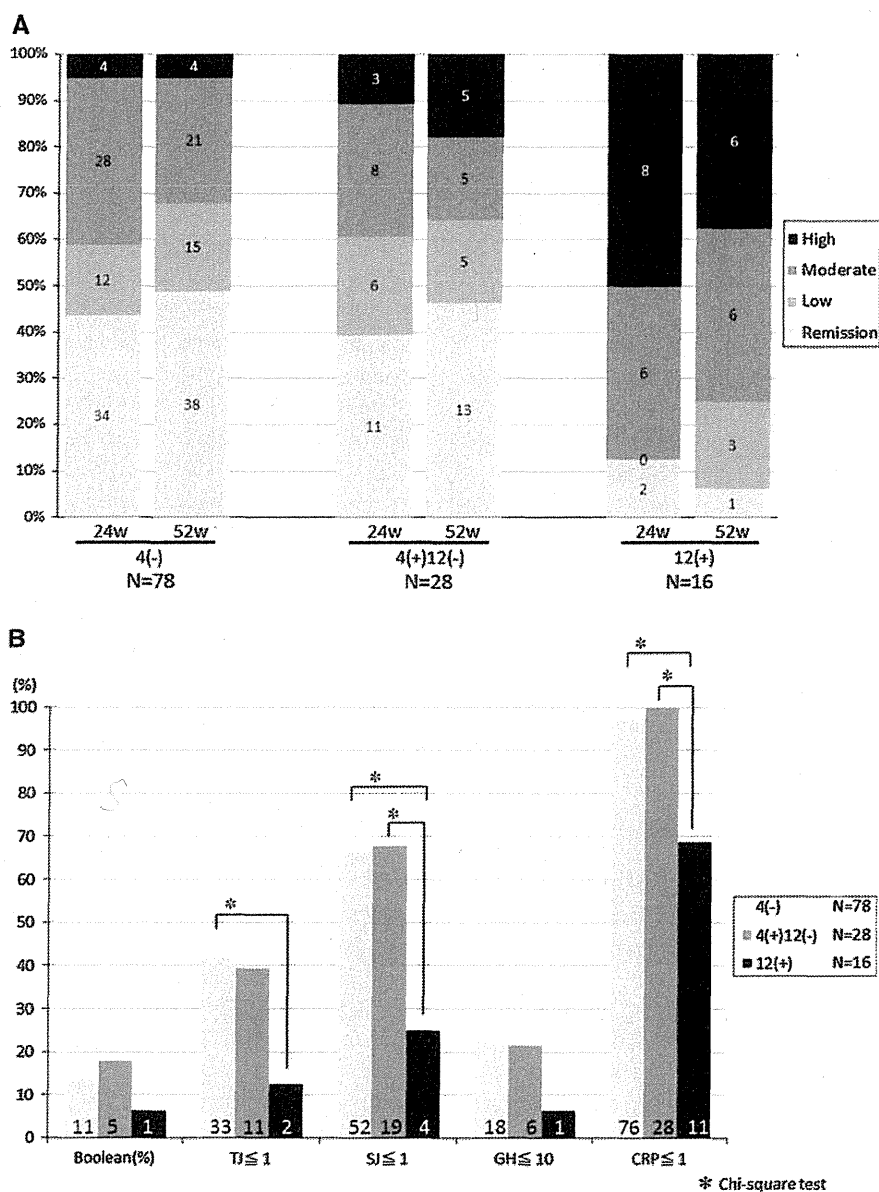 A
100%
90%
80%
70%
60%
50%
40%
30%
20%
10%
0%
4 4 3 5 8 6
28 21 8 5 6 6
12 15 6 5 0 3
34 38 11 13 2 1
High
Moderate
Low
Remission
24w 52w 24w 52w 24w 52w
4(-) 4(+)12(-) 12(+)
N=78 N=28 N=16
B
(%)
100
90
80
70
60
50
40
30
20
10
0
* * * * *
4(-) N=78
4(+)12(-) N=28
12(+) N=16
11 5 1 33 11 2 52 19 4 18 6 1 76 28 11
Boolean(%) TJ≦1 SJ≦1 GH≦10 CRP≦1
* Chi-square test